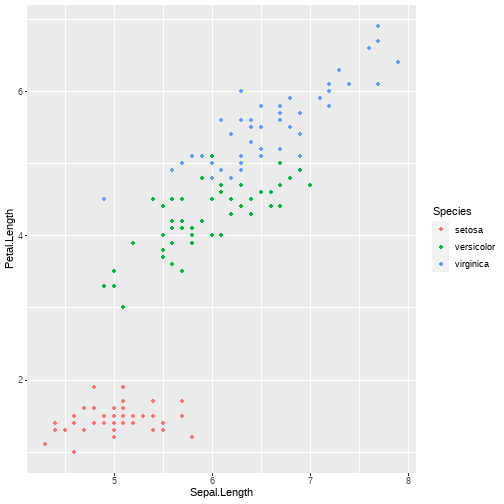 6
4
2
Petal.Length
5
6
7
8
Sepal.Length
Species
setosa
versicolor
virginica